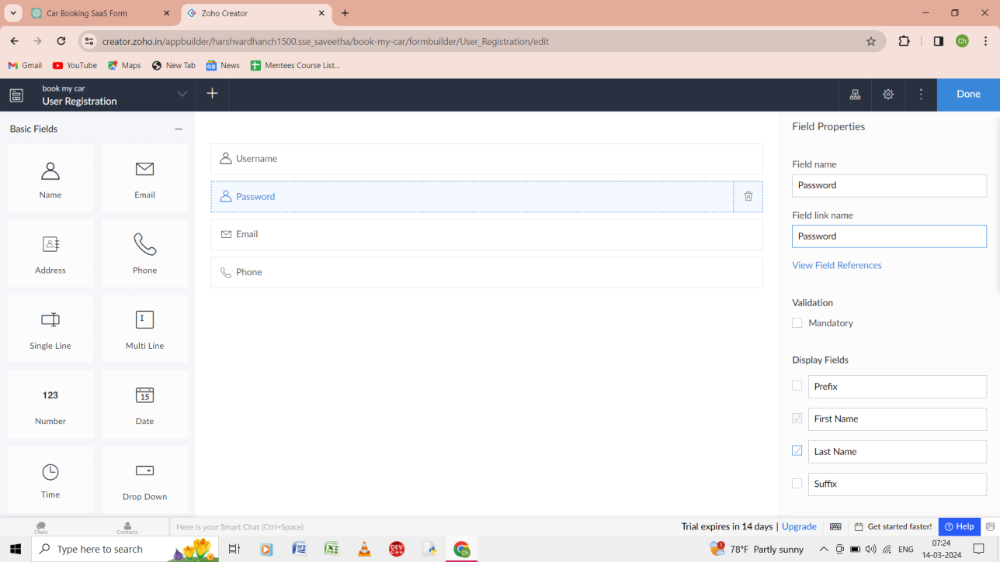 Car Booking SaaS Form
Zoho Creator
creator.zoho.in/appbuilder/harshvardhanch1500.sse_saveetha/book-my-car/formbuilder/User_Registration/edit
Ch
Gmail
YouTube
Maps
New Tab
News
Mentees Course List...
book my car
User Registration
Done
Basic Fields
Name
Email
Address
Phone
Single Line
Multi Line
123
Number
15
Date
Time
Drop Down
Username
Password
Email
Phone
Field Properties
Field name
Password
Field link name
Password
View Field References
Validation
Mandatory
Display Fields
Prefix
First Name
Last Name
Suffix
Chats
Contacts
Here is your Smart Chat (Ctrl+Space)
Trial expires in 14 days | Upgrade
Get started faster!
Help
Type here to search
DEV C++
Ch
78°F Partly sunny
ENG
07:24
14-03-2024